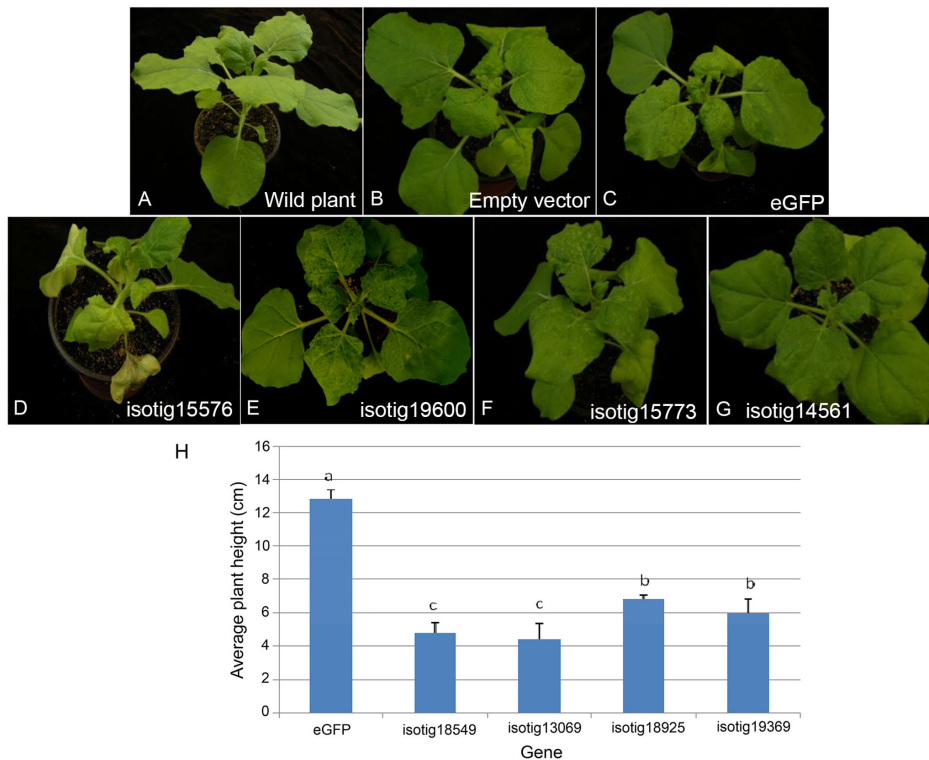 A
Wild plant
B
Empty vector
C
eGFP
D
isotig15576
E
isotig19600
F
isotig15773
G
isotig14561
H
Average plant height (cm)
16
14
12
10
8
6
4
2
0
a
c
c
b
b
eGFP
isotig18549
isotig13069
isotig18925
isotig19369
Gene